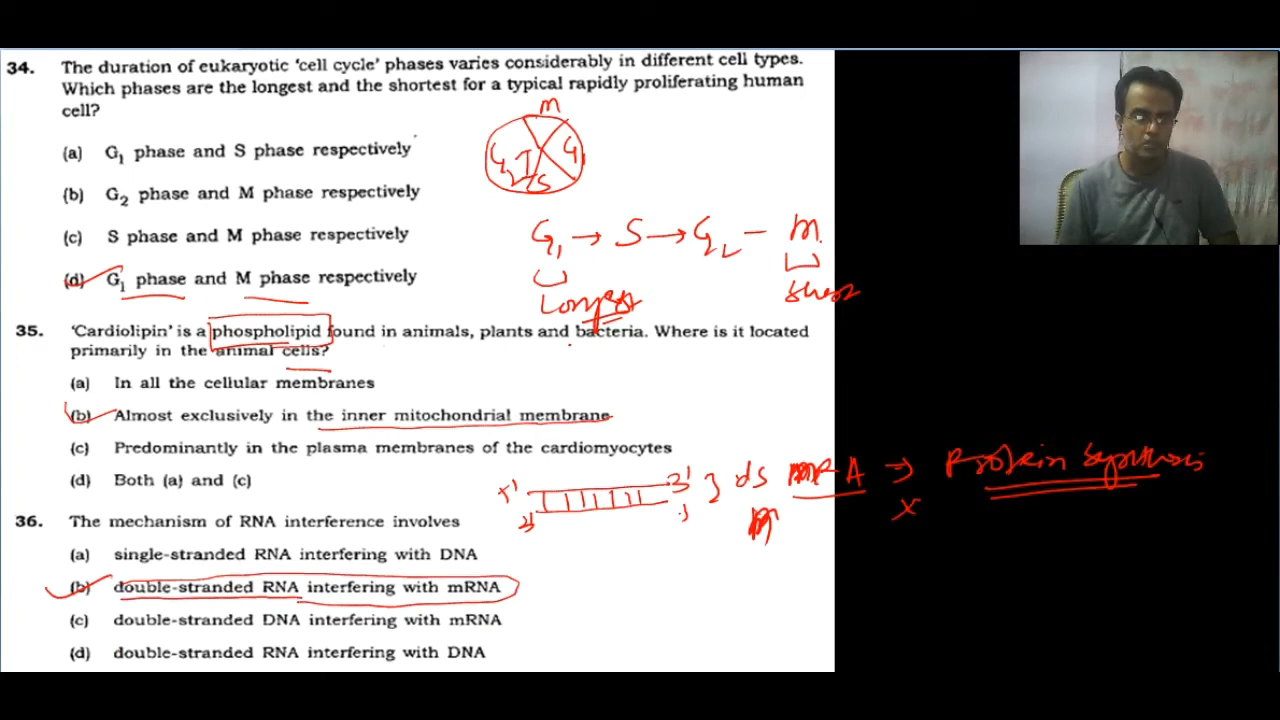 34. The duration of eukaryotic 'cell cycle' phases varies considerably in different cell types.
Which phases are the longest and the shortest for a typical rapidly proliferating human
cell?
(a) G₁ phase and S phase respectively
(b) G₂ phase and M phase respectively
(c) S phase and M phase respectively
(d) G₁ phase and M phase respectively
M
G₁
S
G₂
G₁ → S → G₂ – M
Longest
35. 'Cardiolipin' is a phospholipid found in animals, plants and bacteria. Where is it located
primarily in the animal cells?
(a) In all the cellular membranes
(b) Almost exclusively in the inner mitochondrial membrane
(c) Predominantly in the plasma membranes of the cardiomyocytes
(d) Both (a) and (c)
ds → Protein Synthesis
X
36. The mechanism of RNA interference involves
(a) single-stranded RNA interfering with DNA
(b) double-stranded RNA interfering with mRNA
(c) double-stranded DNA interfering with mRNA
(d) double-stranded RNA interfering with DNA